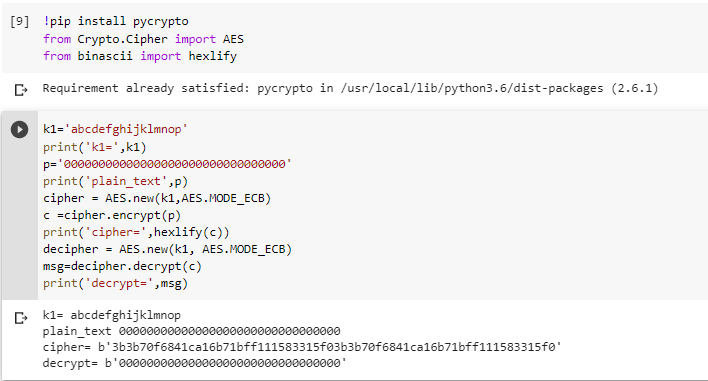 [9] !pip install pycrypto
from Crypto.Cipher import AES
from binascii import hexlify
Requirement already satisfied: pycrypto in /usr/local/lib/python3.6/dist-packages (2.6.1)
k1='abcdefghijklmnop'
print('k1=',k1)
p='00000000000000000000000000000000'
print('plain_text',p)
cipher = AES.new(k1,AES.MODE_ECB)
c =cipher.encrypt(p)
print('cipher=',hexlify(c))
decipher = AES.new(k1, AES.MODE_ECB)
msg=decipher.decrypt(c)
print('decrypt=',msg)
k1= abcdefghijklmnop
plain_text 00000000000000000000000000000000
cipher= b'3b3b70f6841ca16b71bff111583315f03b3b70f6841ca16b71bff111583315f0'
decrypt= b'00000000000000000000000000000000'